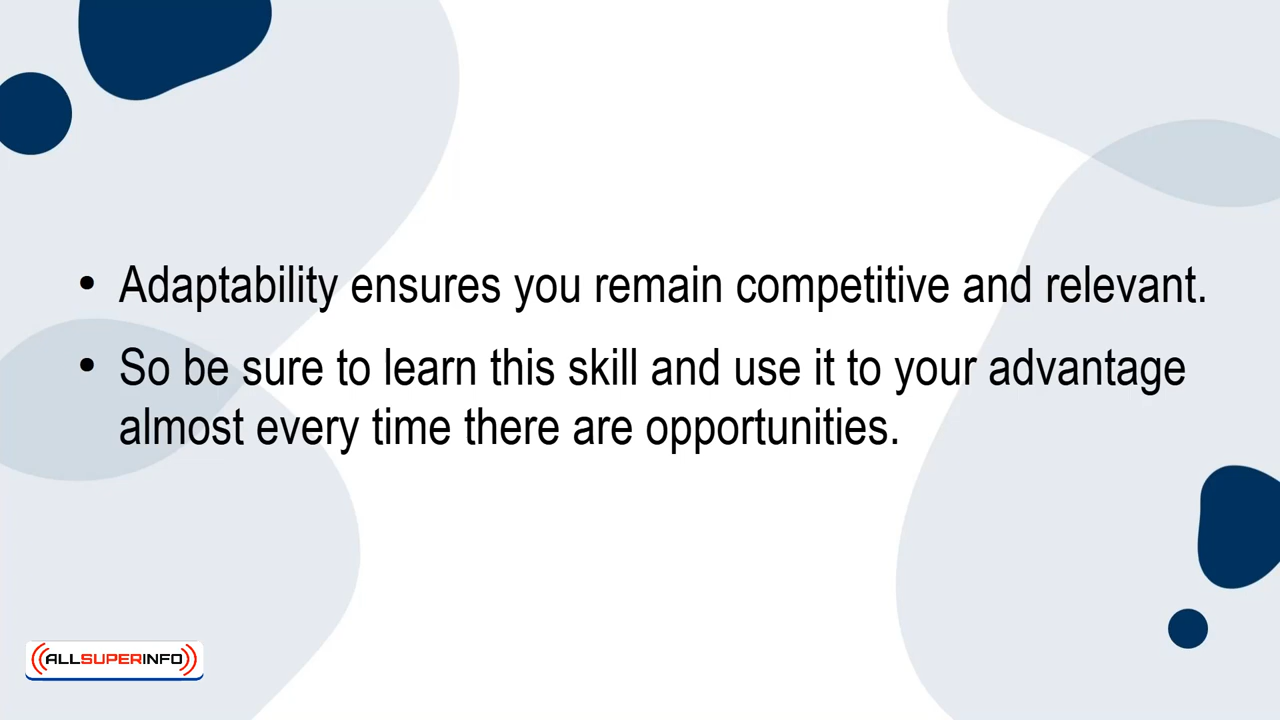 • Adaptability ensures you remain competitive and relevant.
• So be sure to learn this skill and use it to your advantage
almost every time there are opportunities.
ALLSUPERINFO